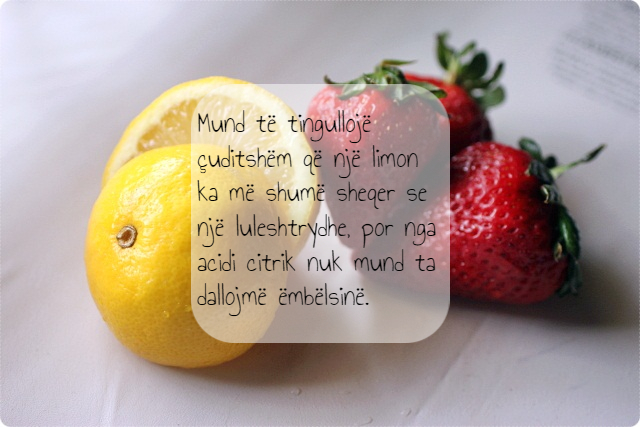 Mund të tingullojë
çuditshëm që një limon
ka më shumë sheqer se
një luleshtrydhe, por nga
acidi citrik nuk mund ta
dallojmë ëmbëlsinë.